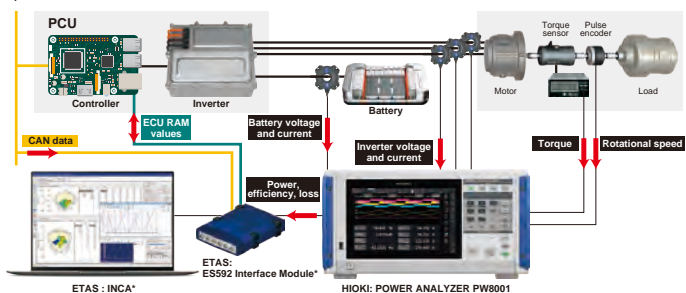 PCU
Torque
sensor
Pulse
encoder
Controller
Inverter
Battery
Motor
Load
ECU RAM
values
Battery voltage
and current
CAN data
Inverter voltage
and current
Torque
Rotational speed
Power,
efficiency, loss
ETAS:
ES592 Interface Module*
ETAS : INCA*
HIOKI: POWER ANALYZER PW8001